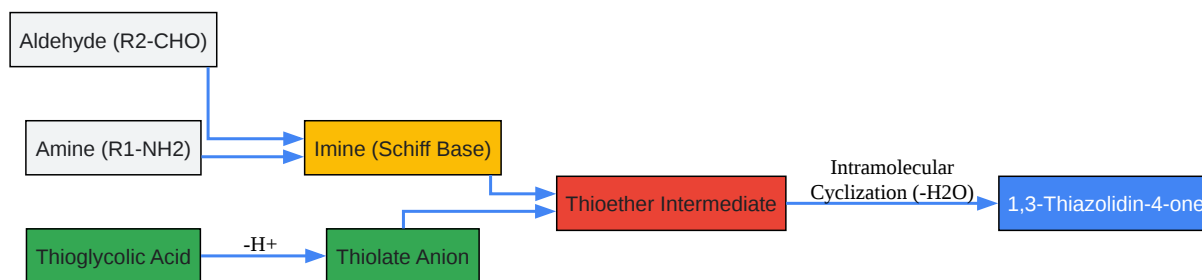 Aldehyde (R2-CHO)
Amine (R1-NH2)
Imine (Schiff Base)
Intramolecular
Cyclization (-H2O)
Thioether Intermediate
1,3-Thiazolidin-4-one
Thioglycolic Acid
-H+
Thiolate Anion